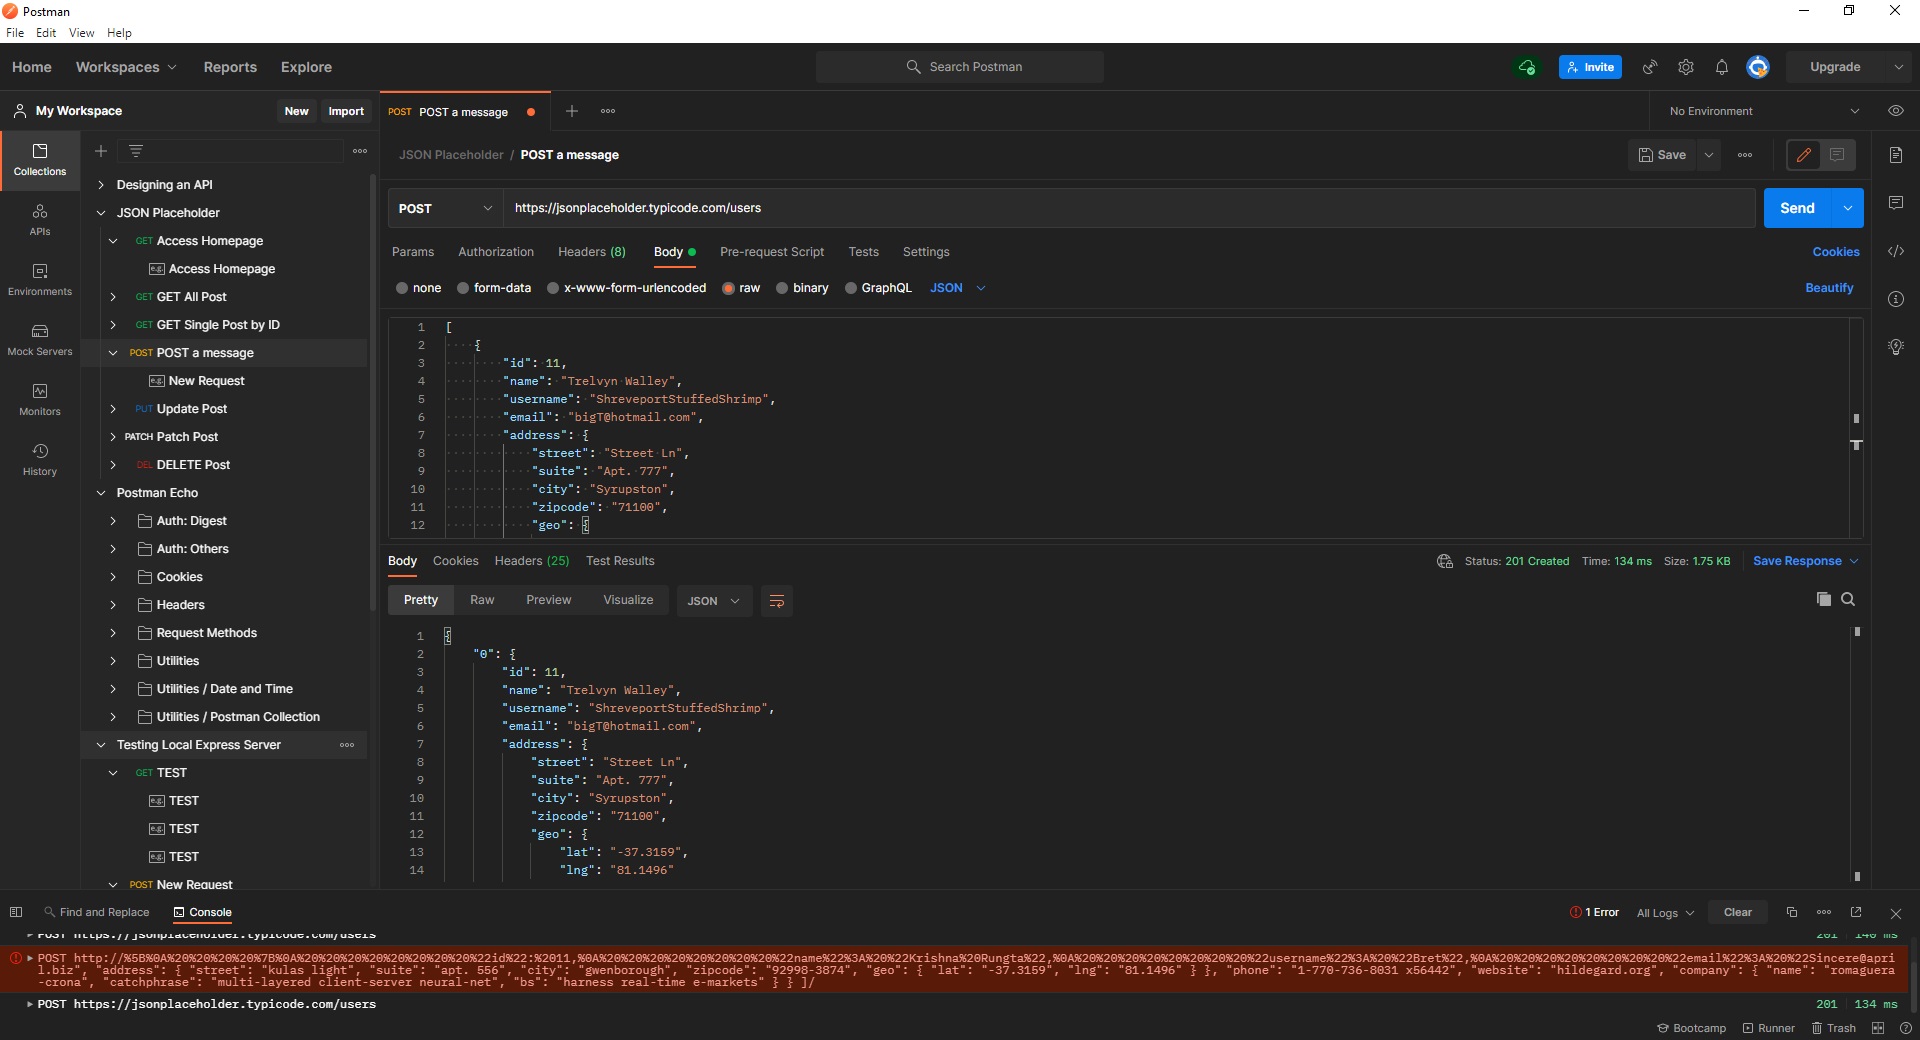 Postman
File Edit View Help
Home Workspaces Reports Explore Search Postman Invite Upgrade
My Workspace New Import POST POST a message No Environment
Collections
APIs
Environments
Mock Servers
Monitors
History
Designing an API
JSON Placeholder
GET Access Homepage
e.g. Access Homepage
GET GET All Post
GET GET Single Post by ID
POST POST a message
e.g. New Request
PUT Update Post
PATCH Patch Post
DEL DELETE Post
Postman Echo
Auth: Digest
Auth: Others
Cookies
Headers
Request Methods
Utilities
Utilities / Date and Time
Utilities / Postman Collection
Testing Local Express Server
GET TEST
e.g. TEST
e.g. TEST
e.g. TEST
POST New Request
JSON Placeholder / POST a message Save
POST https://jsonplaceholder.typicode.com/users Send
Params Authorization Headers (8) Body Pre-request Script Tests Settings Cookies
none form-data x-www-form-urlencoded raw binary GraphQL JSON Beautify
1 [
2 {
3 "id": 11,
4 "name": "Trelvyn Walley",
5 "username": "ShreveportStuffedShrimp",
6 "email": "bigT@hotmail.com",
7 "address": {
8 "street": "Street Ln",
9 "suite": "Apt. 777",
10 "city": "Syrupston",
11 "zipcode": "71100",
12 "geo": {
Body Cookies Headers (25) Test Results Status: 201 Created Time: 134 ms Size: 1.75 KB Save Response
Pretty Raw Preview Visualize JSON
1 {
2 "0": {
3 "id": 11,
4 "name": "Trelvyn Walley",
5 "username": "ShreveportStuffedShrimp",
6 "email": "bigT@hotmail.com",
7 "address": {
8 "street": "Street Ln",
9 "suite": "Apt. 777",
10 "city": "Syrupston",
11 "zipcode": "71100",
12 "geo": {
13 "lat": "-37.3159",
14 "lng": "81.1496"
Find and Replace Console 1 Error All Logs Clear
POST https://jsonplaceholder.typicode.com/users 201 140 ms
POST http://%5B%0A%20%20%20%20%7B%0A%20%20%20%20%20%20%20%20%22id%22:%2011,%0A%20%20%20%20%20%20%20%20%22name%22%3A%20%22Krishna%20Rungta%22,%0A%20%20%20%20%20%20%20%20%22username%22%3A%20%22Bret%22,%0A%20%20%20%20%20%20%20%20%22email%22%3A%20%22Sincere@apri
l.biz", "address": { "street": "kulas light", "suite": "apt. 556", "city": "gwenborough", "zipcode": "92998-3874", "geo": { "lat": "-37.3159", "lng": "81.1496" } }, "phone": "1-770-736-8031 x56442", "website": "hildegard.org", "company": { "name": "romaguera
-crona", "catchphrase": "multi-layered client-server neural-net", "bs": "harness real-time e-markets" } } ]/
POST https://jsonplaceholder.typicode.com/users 201 134 ms
Bootcamp Runner Trash